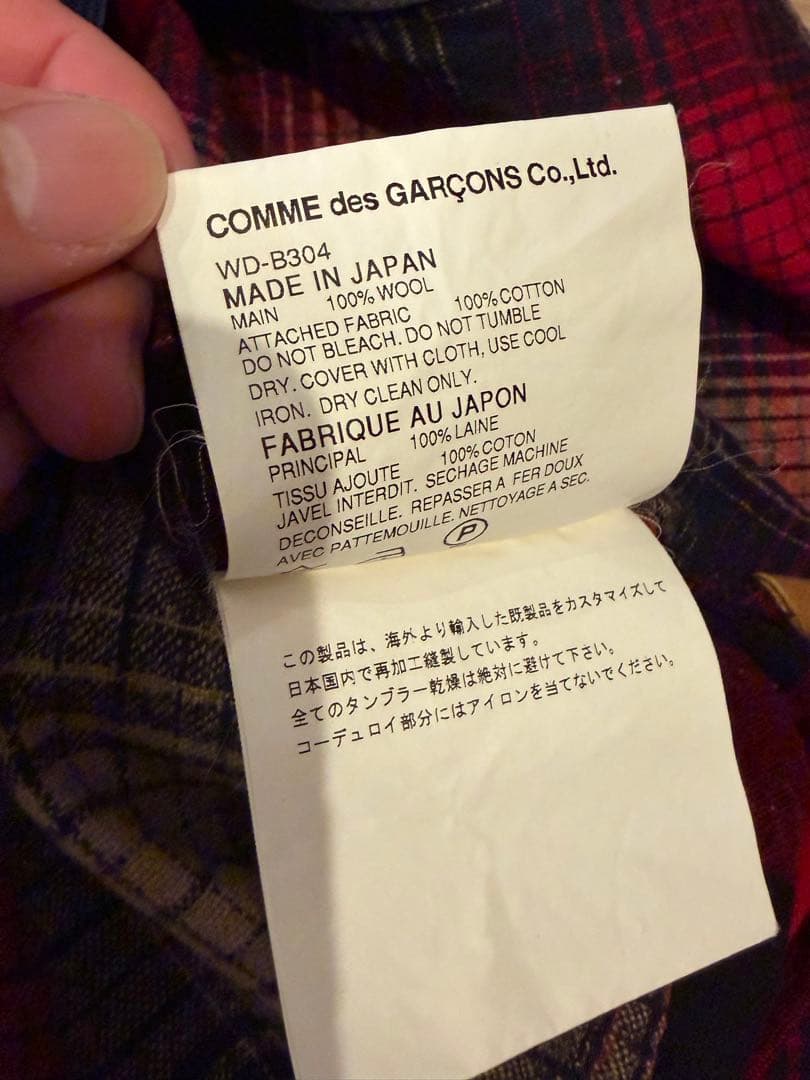 COMME des GARÇONS Co.,Ltd.
WD-B304
MADE IN JAPAN
MAIN 100% WOOL
ATTACHED FABRIC 100% COTTON
DO NOT BLEACH. DO NOT TUMBLE
DRY. COVER WITH CLOTH, USE COOL
IRON. DRY CLEAN ONLY.
FABRIQUE AU JAPON
PRINCIPAL 100% LAINE
TISSU AJOUTE 100% COTON
JAVEL INTERDIT. SECHAGE MACHINE
DECONSEILLE. REPASSER A FER DOUX
AVEC PATTEMOUILLE. NETTOYAGE A SEC.
P
この製品は、海外より輸入した既製品をカスタマイズして
日本国内で再加工縫製しています。
全てのタンブラー乾燥は絶対に避けて下さい。
コーデュロイ部分にはアイロンを当てないでください。